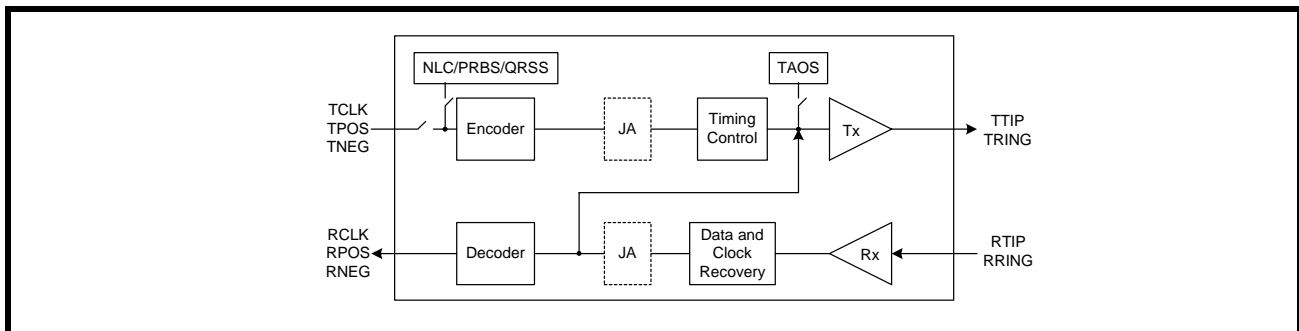 NLC/PRBS/QRSS
TAOS
TCLK
TPOS
TNEG
Encoder
JA
Timing
Control
Tx
TTIP
TRING
RCLK
RPOS
RNEG
Decoder
JA
Data and
Clock
Recovery
Rx
RTIP
RRING